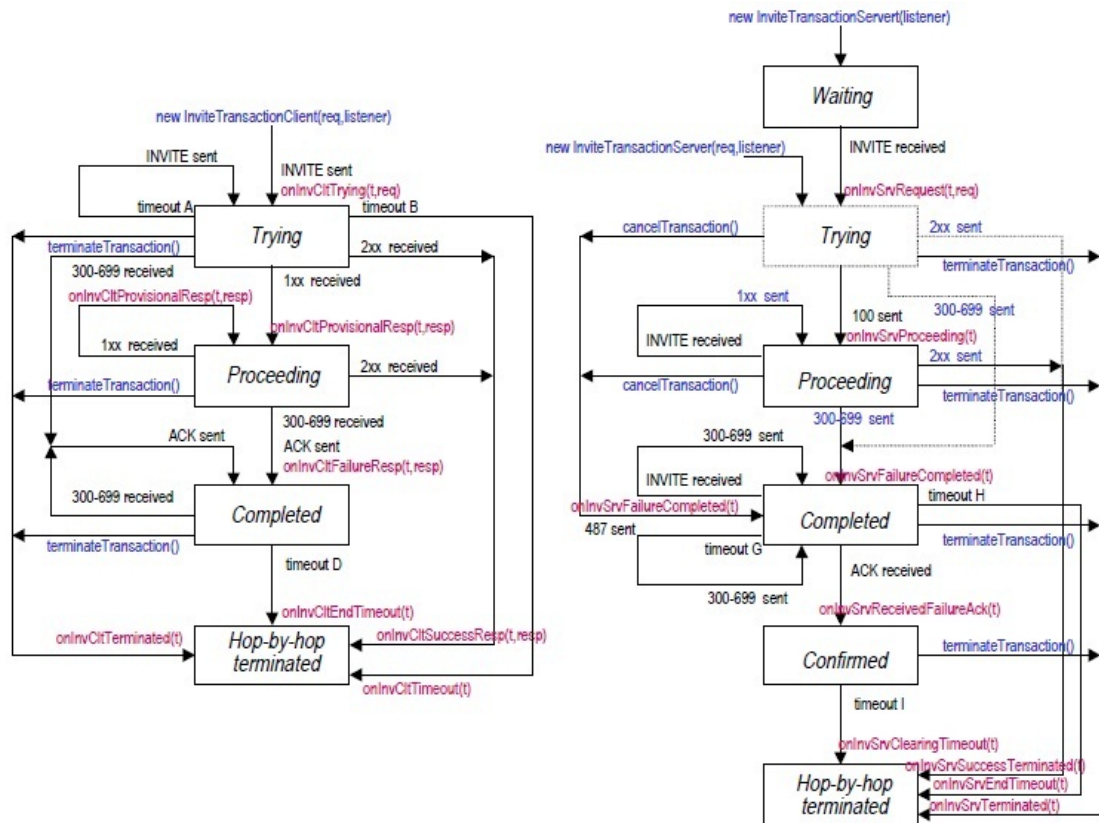 new InviteTransactionClient(req,listener)
INVITE sent
INVITE sent
onInvCltTrying(t,req)
timeout A
timeout B
Trying
terminateTransaction()
2xx received
300-699 received
1xx received
onInvCltProvisionalResp(t,resp)
onInvCltProvisionalResp(t,resp)
1xx received
Proceeding
2xx received
terminateTransaction()
300-699 received
ACK sent
ACK sent
onInvCltFailureResp(t,resp)
300-699 received
Completed
terminateTransaction()
timeout D
onInvCltEndTimeout(t)
onInvCltTerminated(t)
Hop-by-hop
terminated
onInvCltSuccessResp(t,resp)
onInvCltTimeout(t)
new InviteTransactionServert(listener)
Waiting
new InviteTransactionServer(req,listener)
INVITE received
onInvSrvRequest(t,req)
cancelTransaction()
Trying
2xx sent
terminateTransaction()
1xx sent
300-699 sent
100 sent
onInvSrvProceeding(t)
INVITE received
2xx sent
Proceeding
cancelTransaction()
terminateTransaction()
300-699 sent
300-699 sent
onInvSrvFailureCompleted(t)
INVITE received
timeout H
onInvSrvFailureCompleted(t)
Completed
487 sent
terminateTransaction()
timeout G
ACK received
300-699 sent
onInvSrvReceivedFailureAck(t)
Confirmed
terminateTransaction()
timeout I
onInvSrvClearingTimeout(t)
onInvSrvSuccessTerminated(t)
Hop-by-hop
terminated
onInvSrvEndTimeout(t)
onInvSrvTerminated(t)